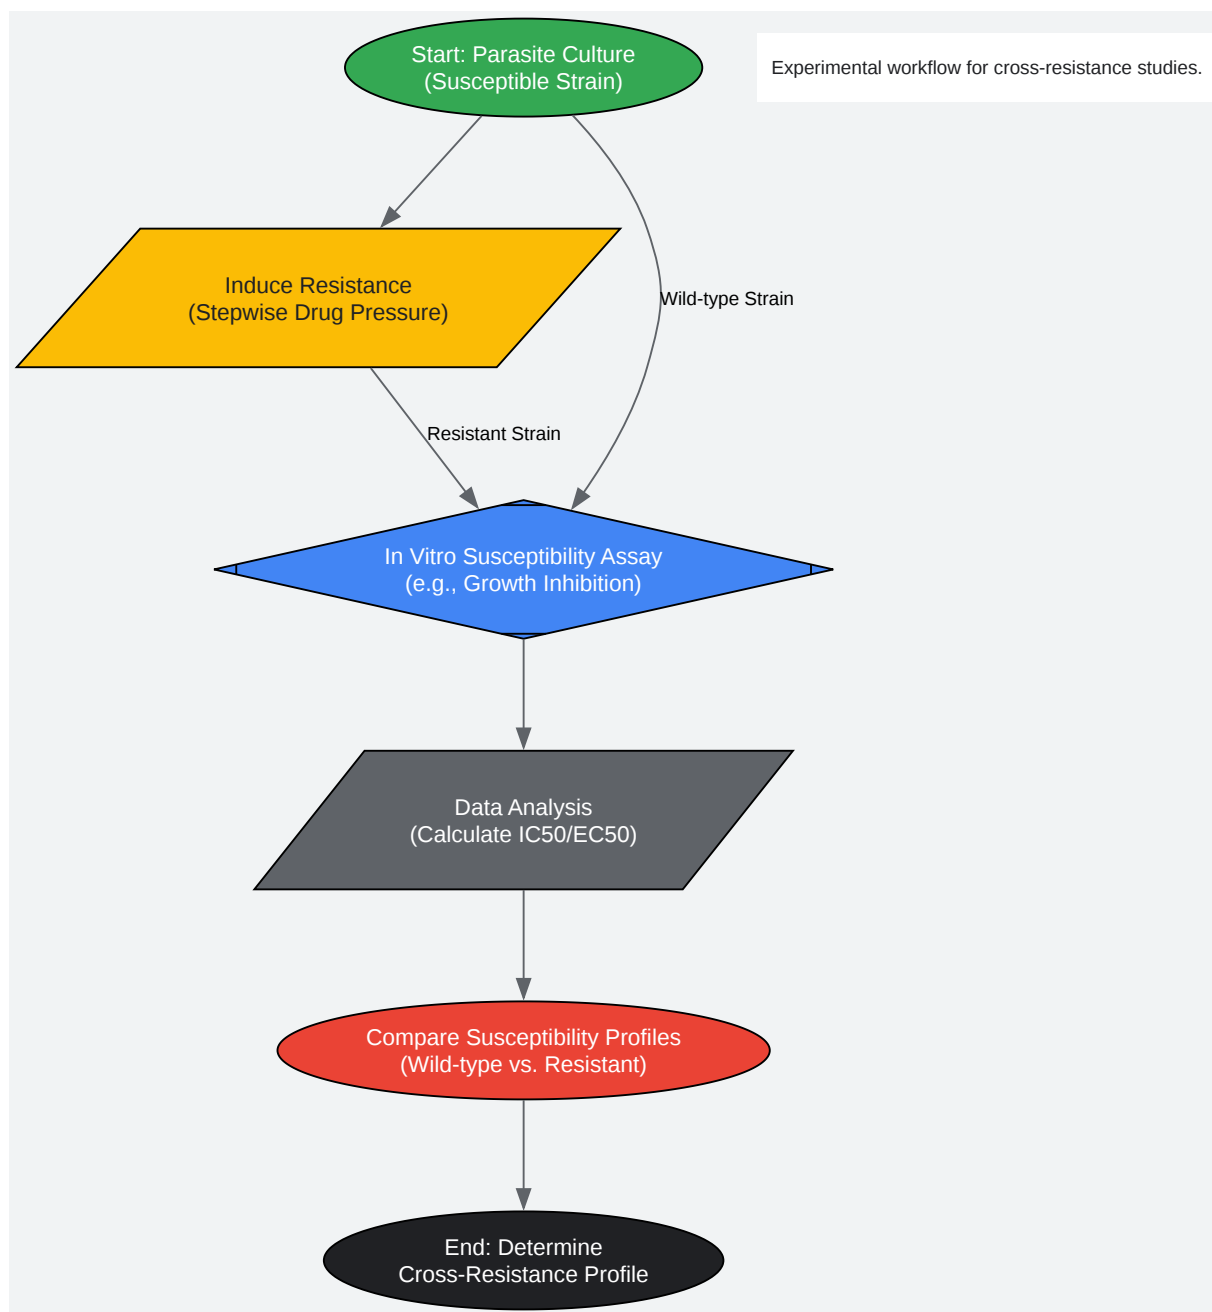 Start: Parasite Culture
(Susceptible Strain)
Experimental workflow for cross-resistance studies.
Induce Resistance
(Stepwise Drug Pressure)
Wild-type Strain
Resistant Strain
In Vitro Susceptibility Assay
(e.g., Growth Inhibition)
Data Analysis
(Calculate IC50/EC50)
Compare Susceptibility Profiles
(Wild-type vs. Resistant)
End: Determine
Cross-Resistance Profile